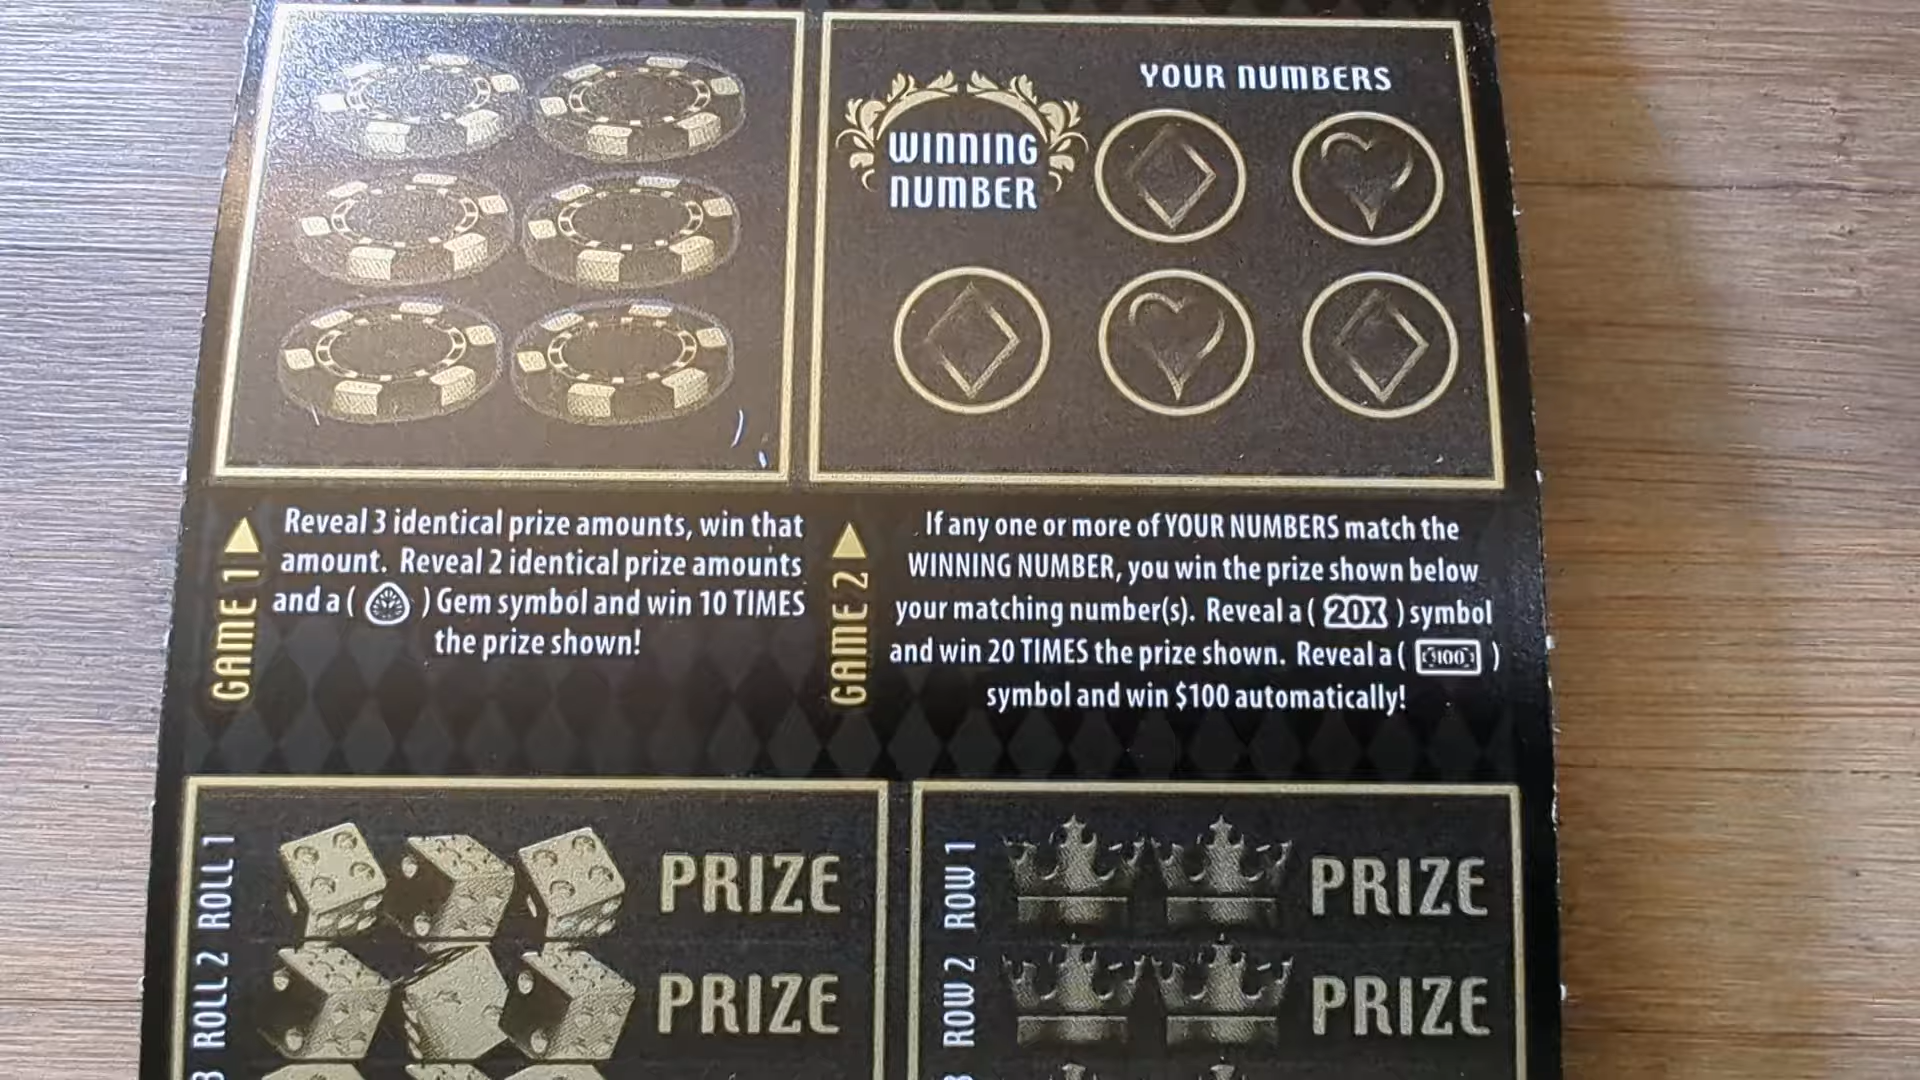 YOUR NUMBERS
WINNING
NUMBER
GAME 1
Reveal 3 identical prize amounts, win that
amount. Reveal 2 identical prize amounts
and a ( ) Gem symbol and win 10 TIMES
the prize shown!
GAME 2
If any one or more of YOUR NUMBERS match the
WINNING NUMBER, you win the prize shown below
your matching number(s). Reveal a ( 20X ) symbol
and win 20 TIMES the prize shown. Reveal a ( $100 )
symbol and win $100 automatically!
ROLL 1
PRIZE
ROLL 2
PRIZE
3
ROW 1
PRIZE
ROW 2
PRIZE
3